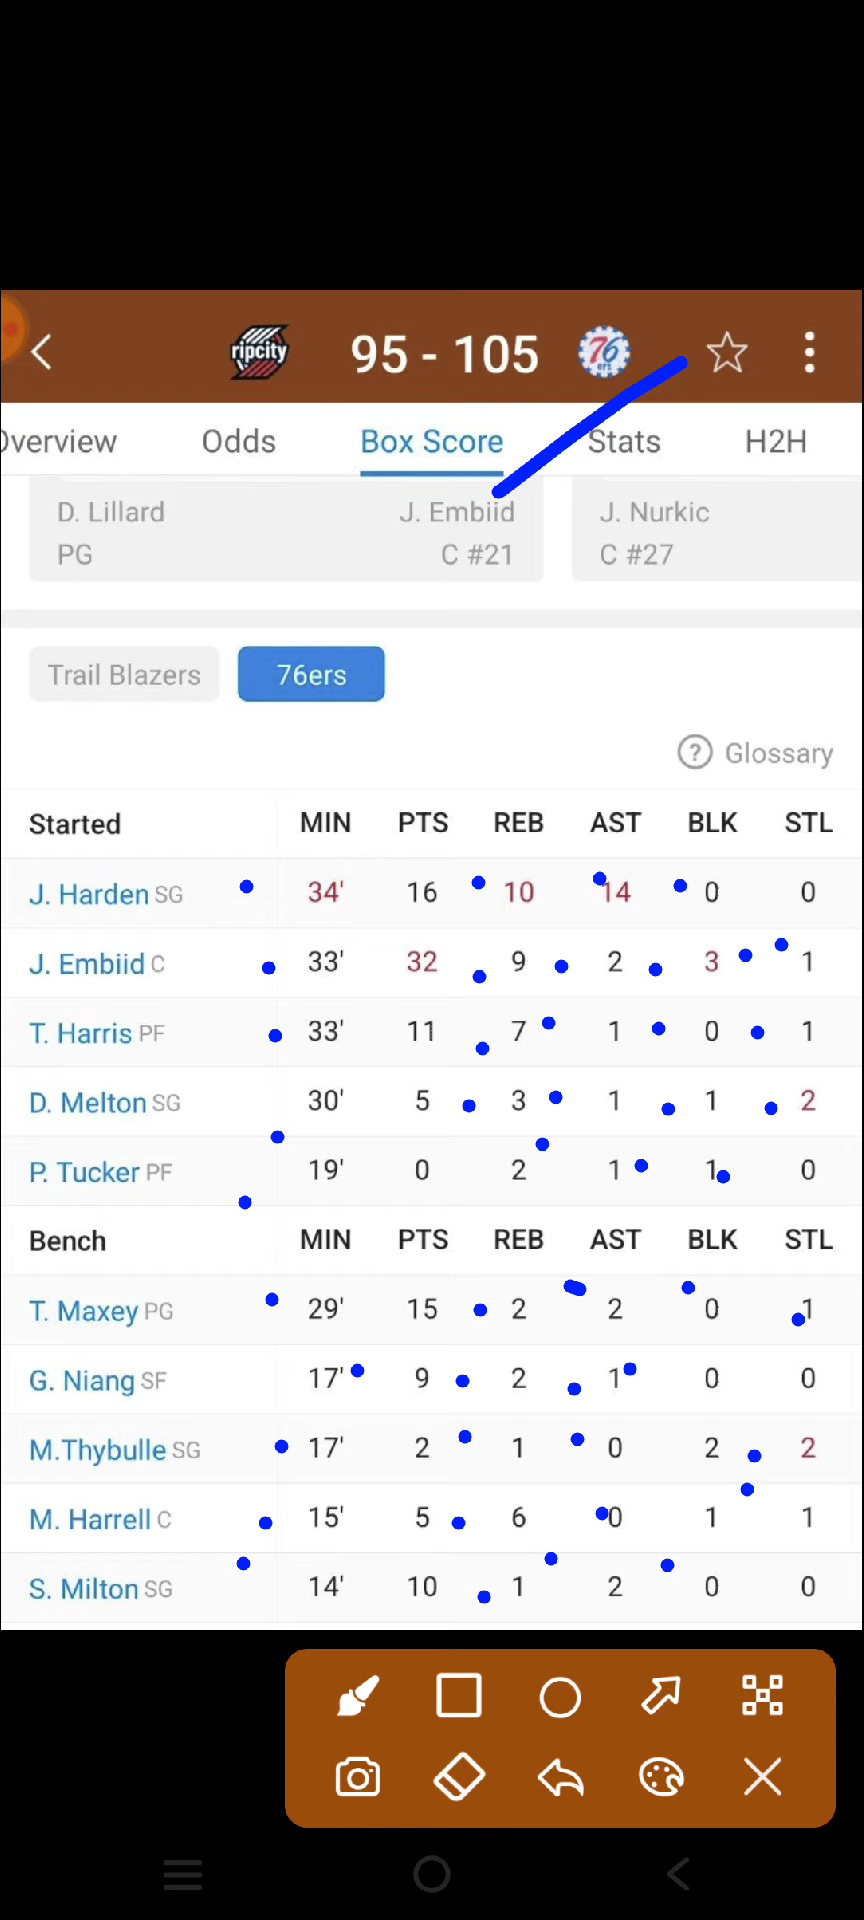 ripcity 95 - 105 76ers
Overview Odds Box Score Stats H2H
D. Lillard J. Embiid J. Nurkic
PG C #21 C #27
Trail Blazers 76ers
? Glossary
Started MIN PTS REB AST BLK STL
J. Harden SG 34' 16 10 14 0 0
J. Embiid C 33' 32 9 2 3 1
T. Harris PF 33' 11 7 1 0 1
D. Melton SG 30' 5 3 1 1 2
P. Tucker PF 19' 0 2 1 1 0
Bench MIN PTS REB AST BLK STL
T. Maxey PG 29' 15 2 2 0 1
G. Niang SF 17' 9 2 1 0 0
M.Thybulle SG 17' 2 1 0 2 2
M. Harrell C 15' 5 6 0 1 1
S. Milton SG 14' 10 1 2 0 0